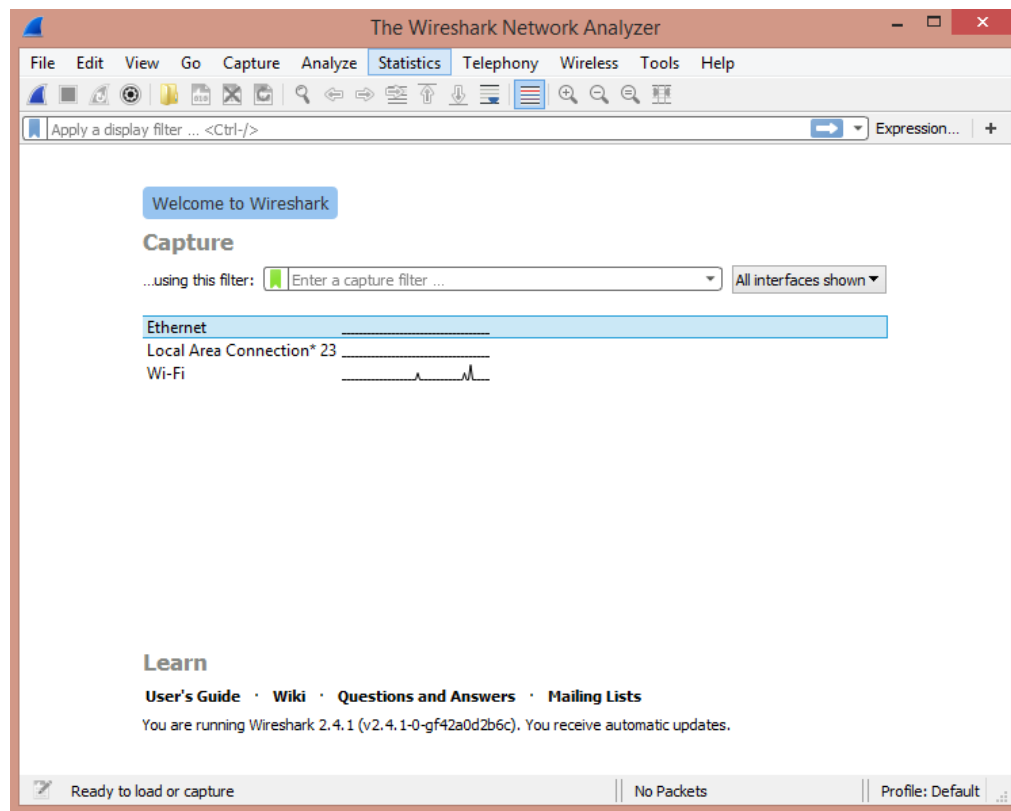 The Wireshark Network Analyzer
File Edit View Go Capture Analyze Statistics Telephony Wireless Tools Help
Apply a display filter ... <Ctrl-/> Expression... +
Welcome to Wireshark
Capture
...using this filter: Enter a capture filter ... All interfaces shown
Ethernet
Local Area Connection* 23
Wi-Fi
Learn
User's Guide · Wiki · Questions and Answers · Mailing Lists
You are running Wireshark 2.4.1 (v2.4.1-0-gf42a0d2b6c). You receive automatic updates.
Ready to load or capture No Packets Profile: Default